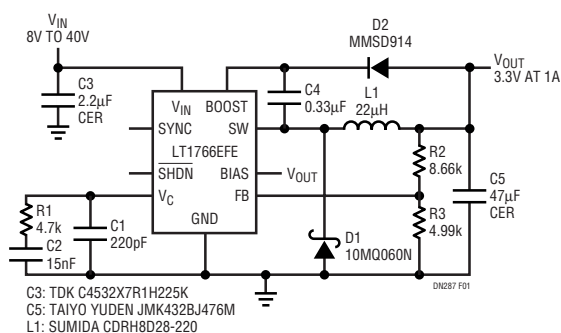 VIN
8V TO 40V
C3
2.2µF
CER
D2
MMSD914
VOUT
3.3V AT 1A
C4
0.33µF
L1
22µH
VIN
BOOST
SYNC
SW
LT1766EFE
SHDN
BIAS
VOUT
VC
FB
GND
R2
8.66k
R3
4.99k
C5
47µF
CER
R1
4.7k
C1
220pF
C2
15nF
D1
10MQ060N
DN287 F01
C3: TDK C4532X7R1H225K
C5: TAIYO YUDEN JMK432BJ476M
L1: SUMIDA CDRH8D28-220